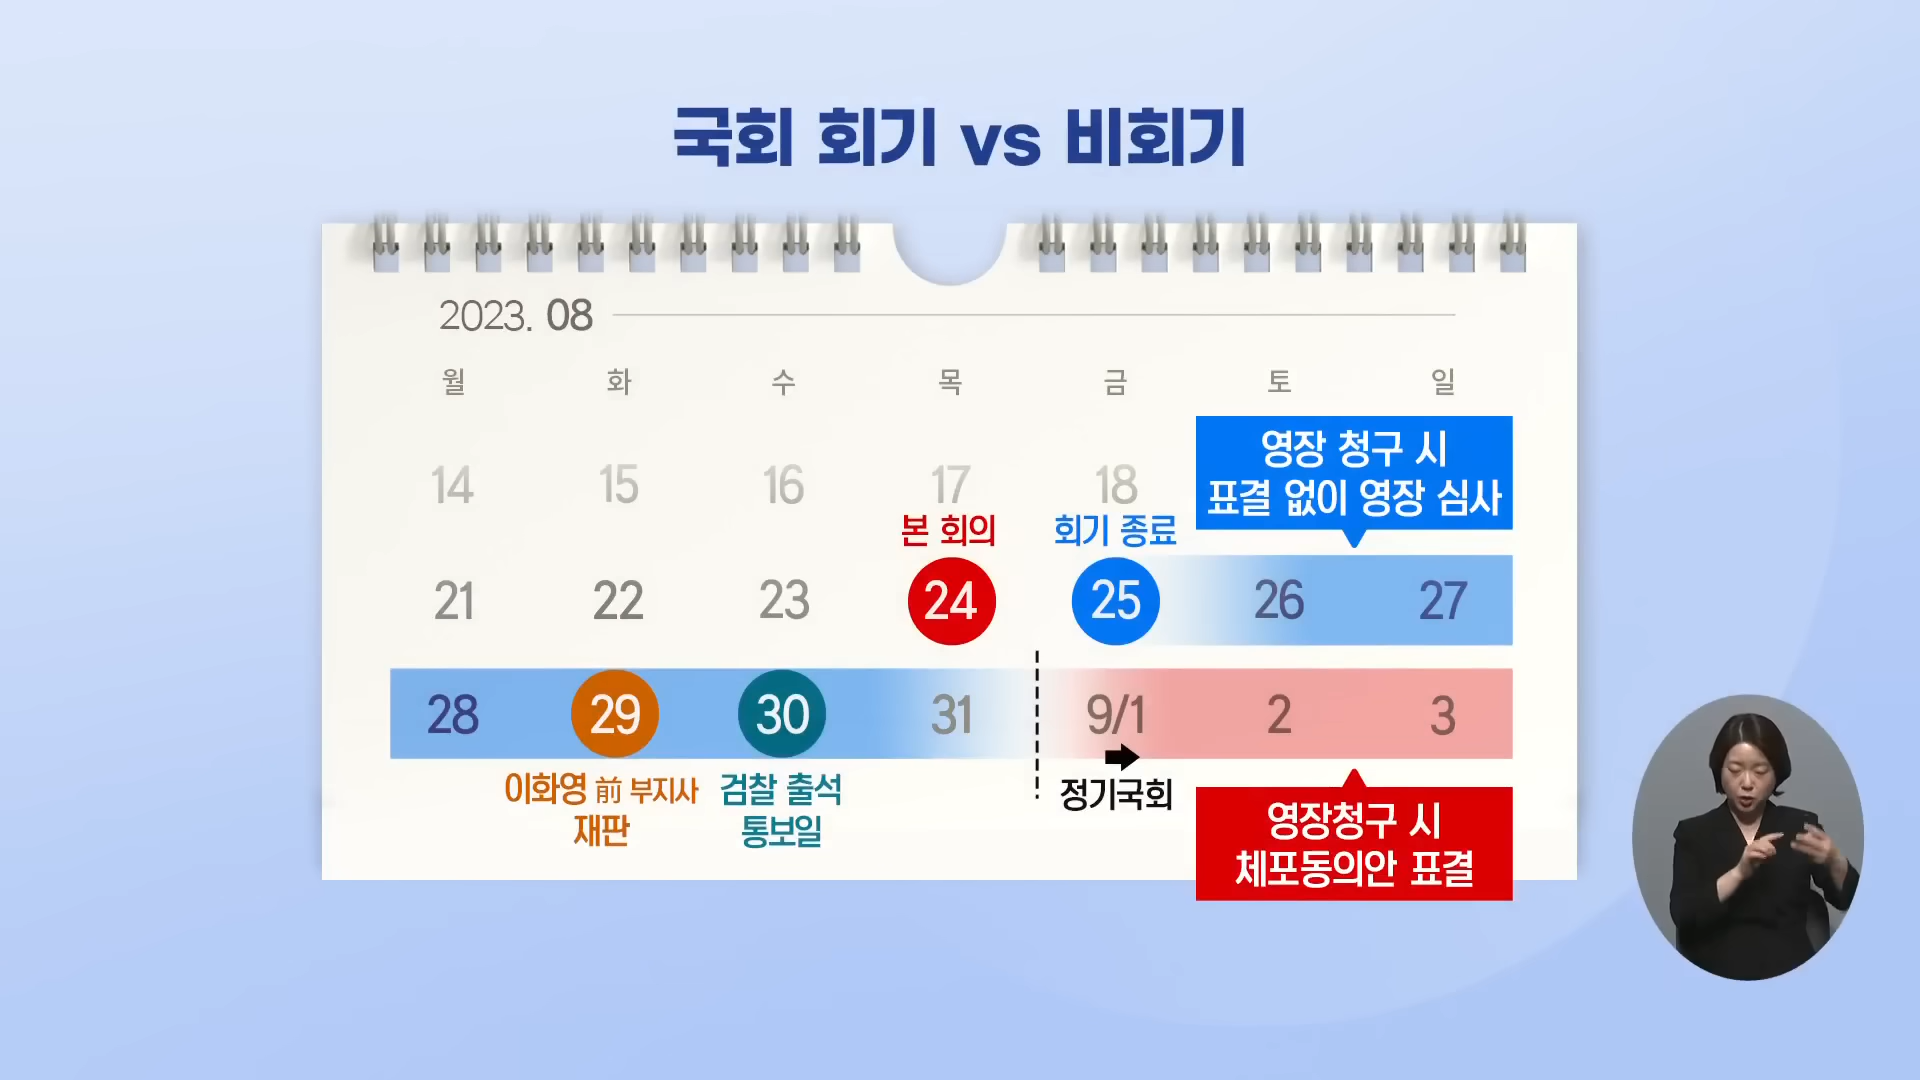 국회 회기 vs 비회기
2023. 08
월 화 수 목 금 토 일
영장 청구 시
표결 없이 영장 심사
14 15 16 17 18
본 회의 회기 종료
21 22 23 24 25 26 27
28 29 30 31 9/1 2 3
이화영 前 부지사
재판
검찰 출석
통보일
정기국회
영장청구 시
체포동의안 표결